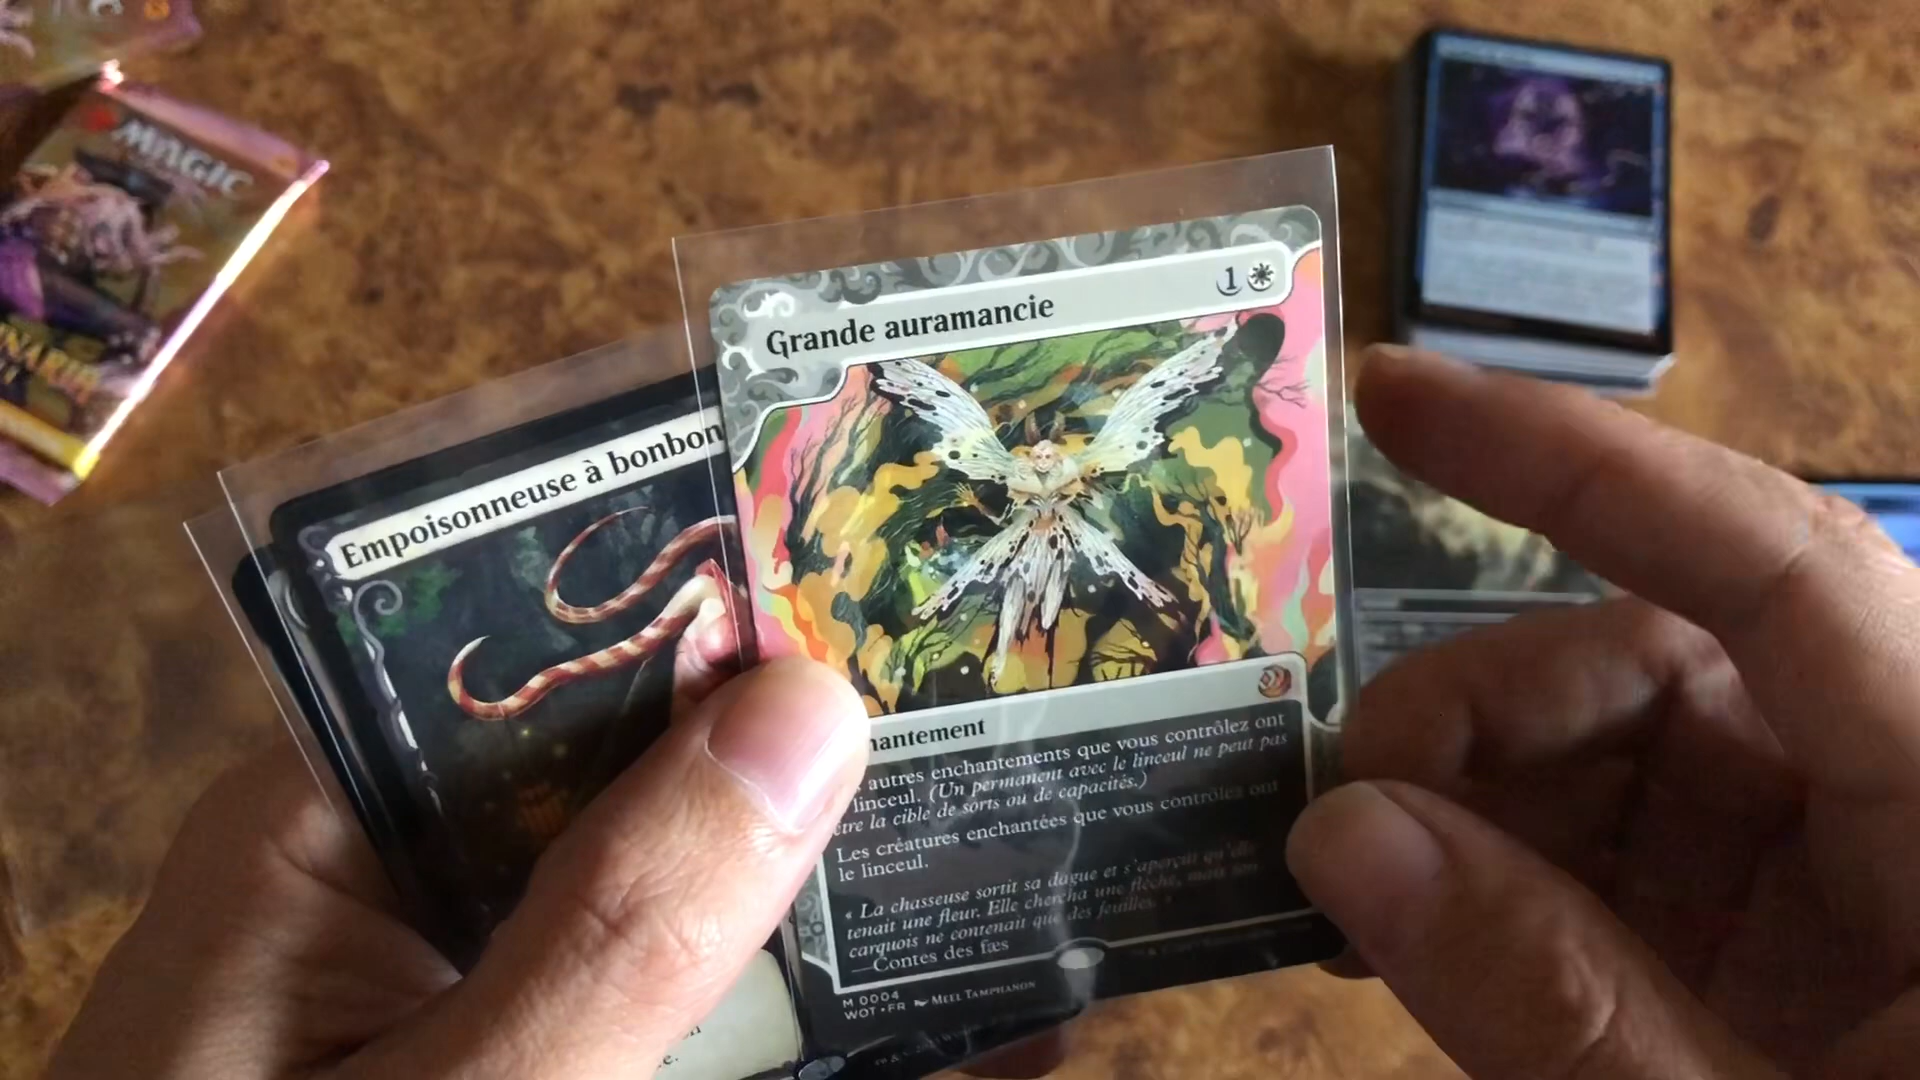 MAGIC
Grande auramancie
1
Empoisonneuse à bonbon
hantement
autres enchantements que vous contrôlez ont
linceul. (Un permanent avec le linceul ne peut pas
être la cible de sorts ou de capacités.)
Les créatures enchantées que vous contrôlez ont
le linceul.
« La chasseuse sortit sa dague et s'aperçut qu'elle
tenait une fleur. Elle chercha une flèche, mais son
carquois ne contenait que des feuilles. »
—Contes des fæs
M 0004
WOT • FR MEEL TAMPHANON